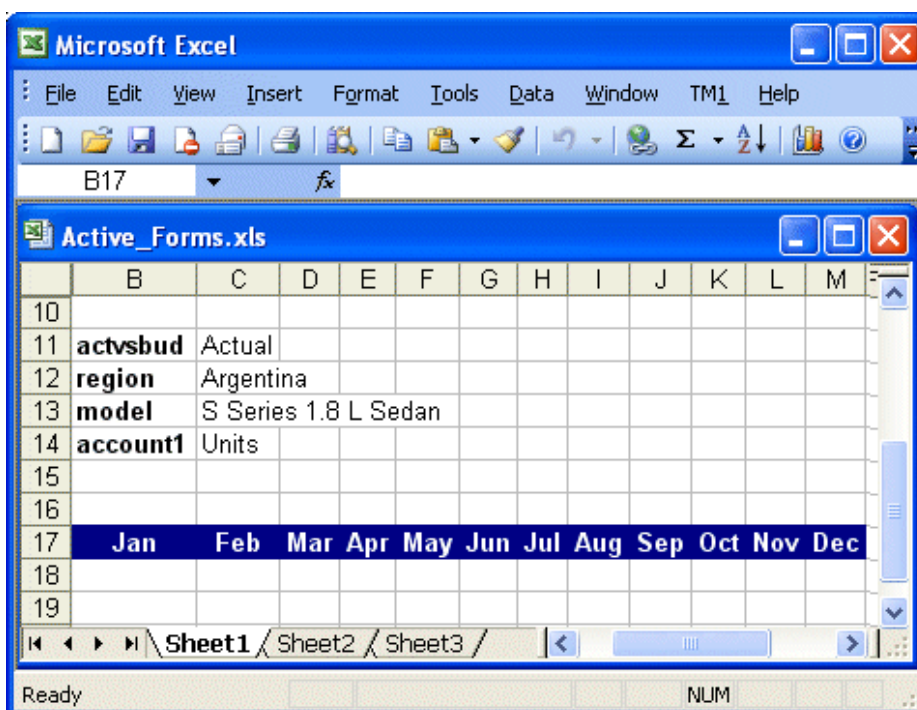 Microsoft Excel
File Edit View Insert Format Tools Data Window TM1 Help
Σ A Z
B17 fx
Active_Forms.xls
B C D E F G H I J K L M
10
11 actvsbud Actual
12 region Argentina
13 model S Series 1.8 L Sedan
14 account1 Units
15
16
17 Jan Feb Mar Apr May Jun Jul Aug Sep Oct Nov Dec
18
19
Sheet1 Sheet2 Sheet3
Ready NUM